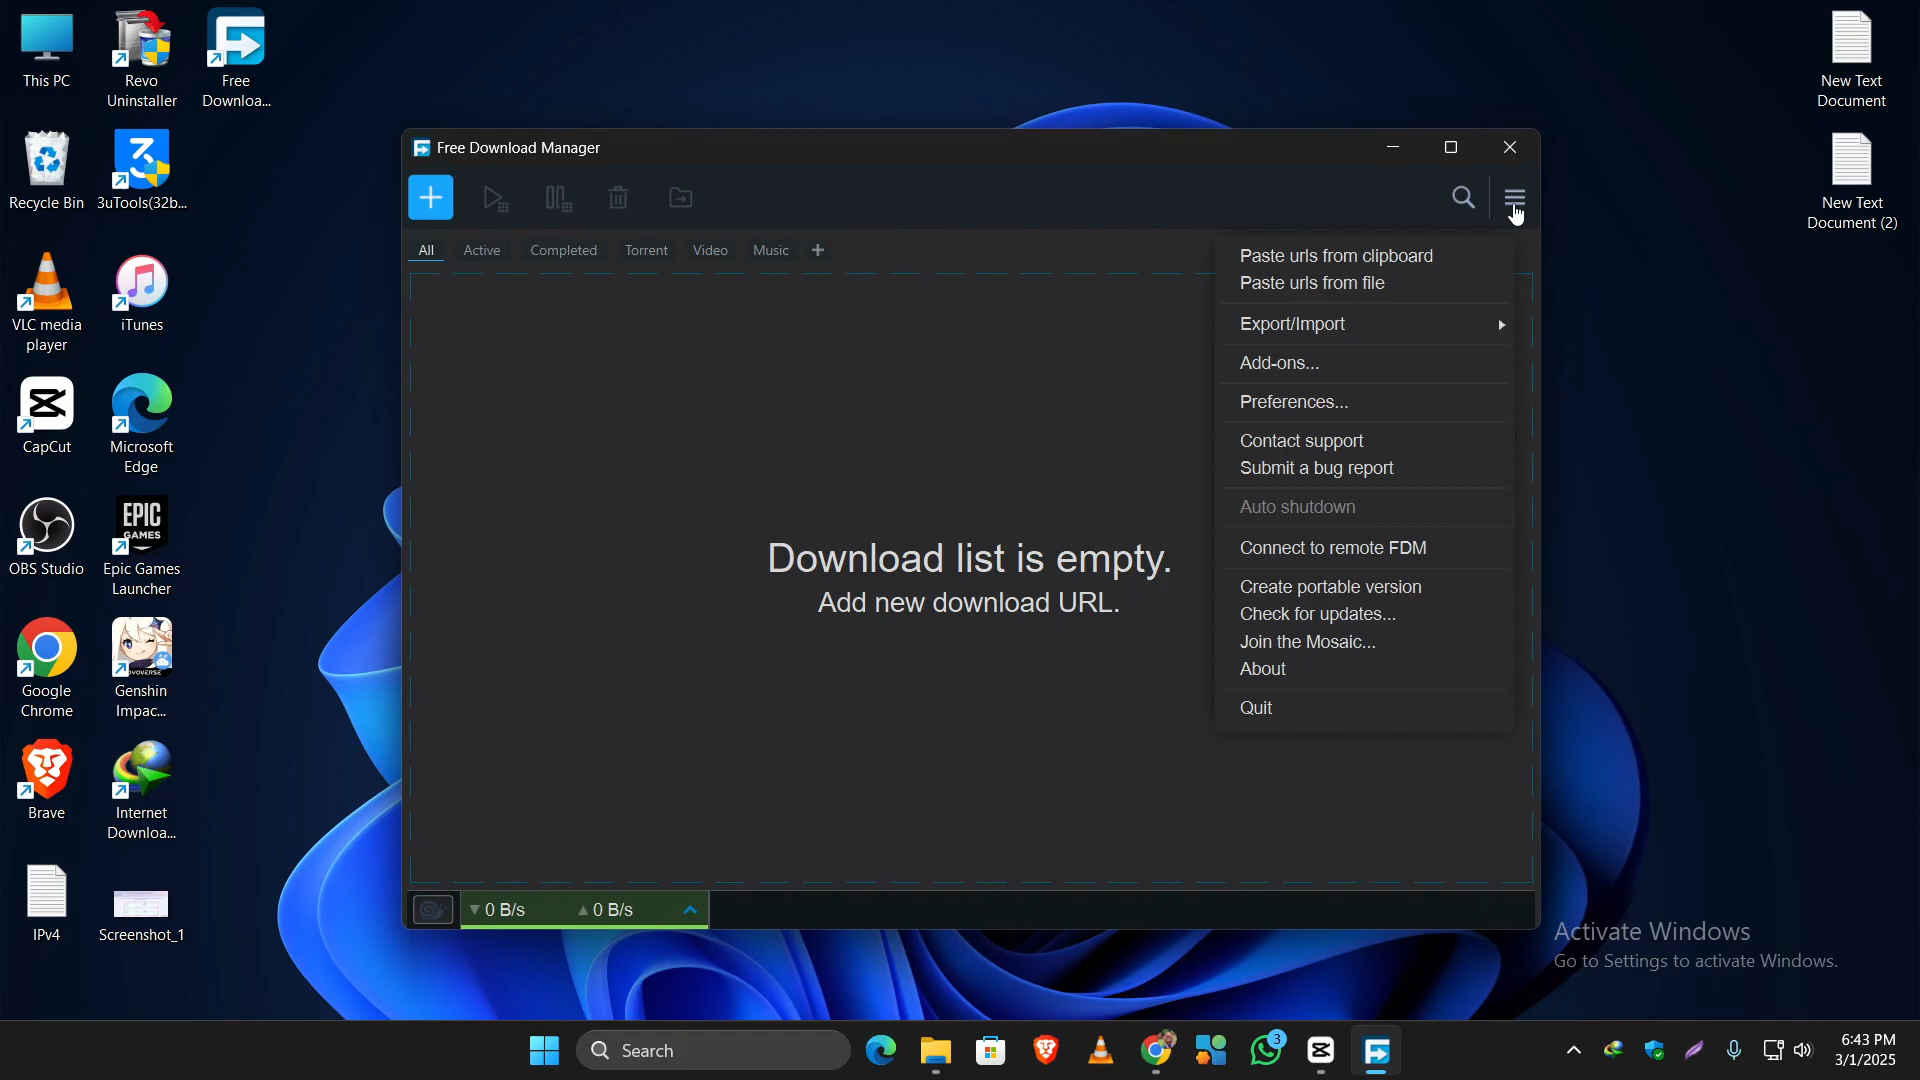 This PC
Revo
Uninstaller
Free
Downloa...
Recycle Bin
3uTools(32b...
VLC media
player
iTunes
CapCut
Microsoft
Edge
OBS Studio
EPIC
GAMES
Epic Games
Launcher
Google
Chrome
HOYOVERSE
Genshin
Impac...
Brave
Internet
Downloa...
IPv4
Screenshot_1
New Text
Document
New Text
Document (2)
Free Download Manager
All
Active
Completed
Torrent
Video
Music
Download list is empty.
Add new download URL.
Paste urls from clipboard
Paste urls from file
Export/Import
Add-ons...
Preferences...
Contact support
Submit a bug report
Auto shutdown
Connect to remote FDM
Create portable version
Check for updates...
Join the Mosaic...
About
Quit
0 B/s
0 B/s
Activate Windows
Go to Settings to activate Windows.
Search
3
6:43 PM
3/1/2025